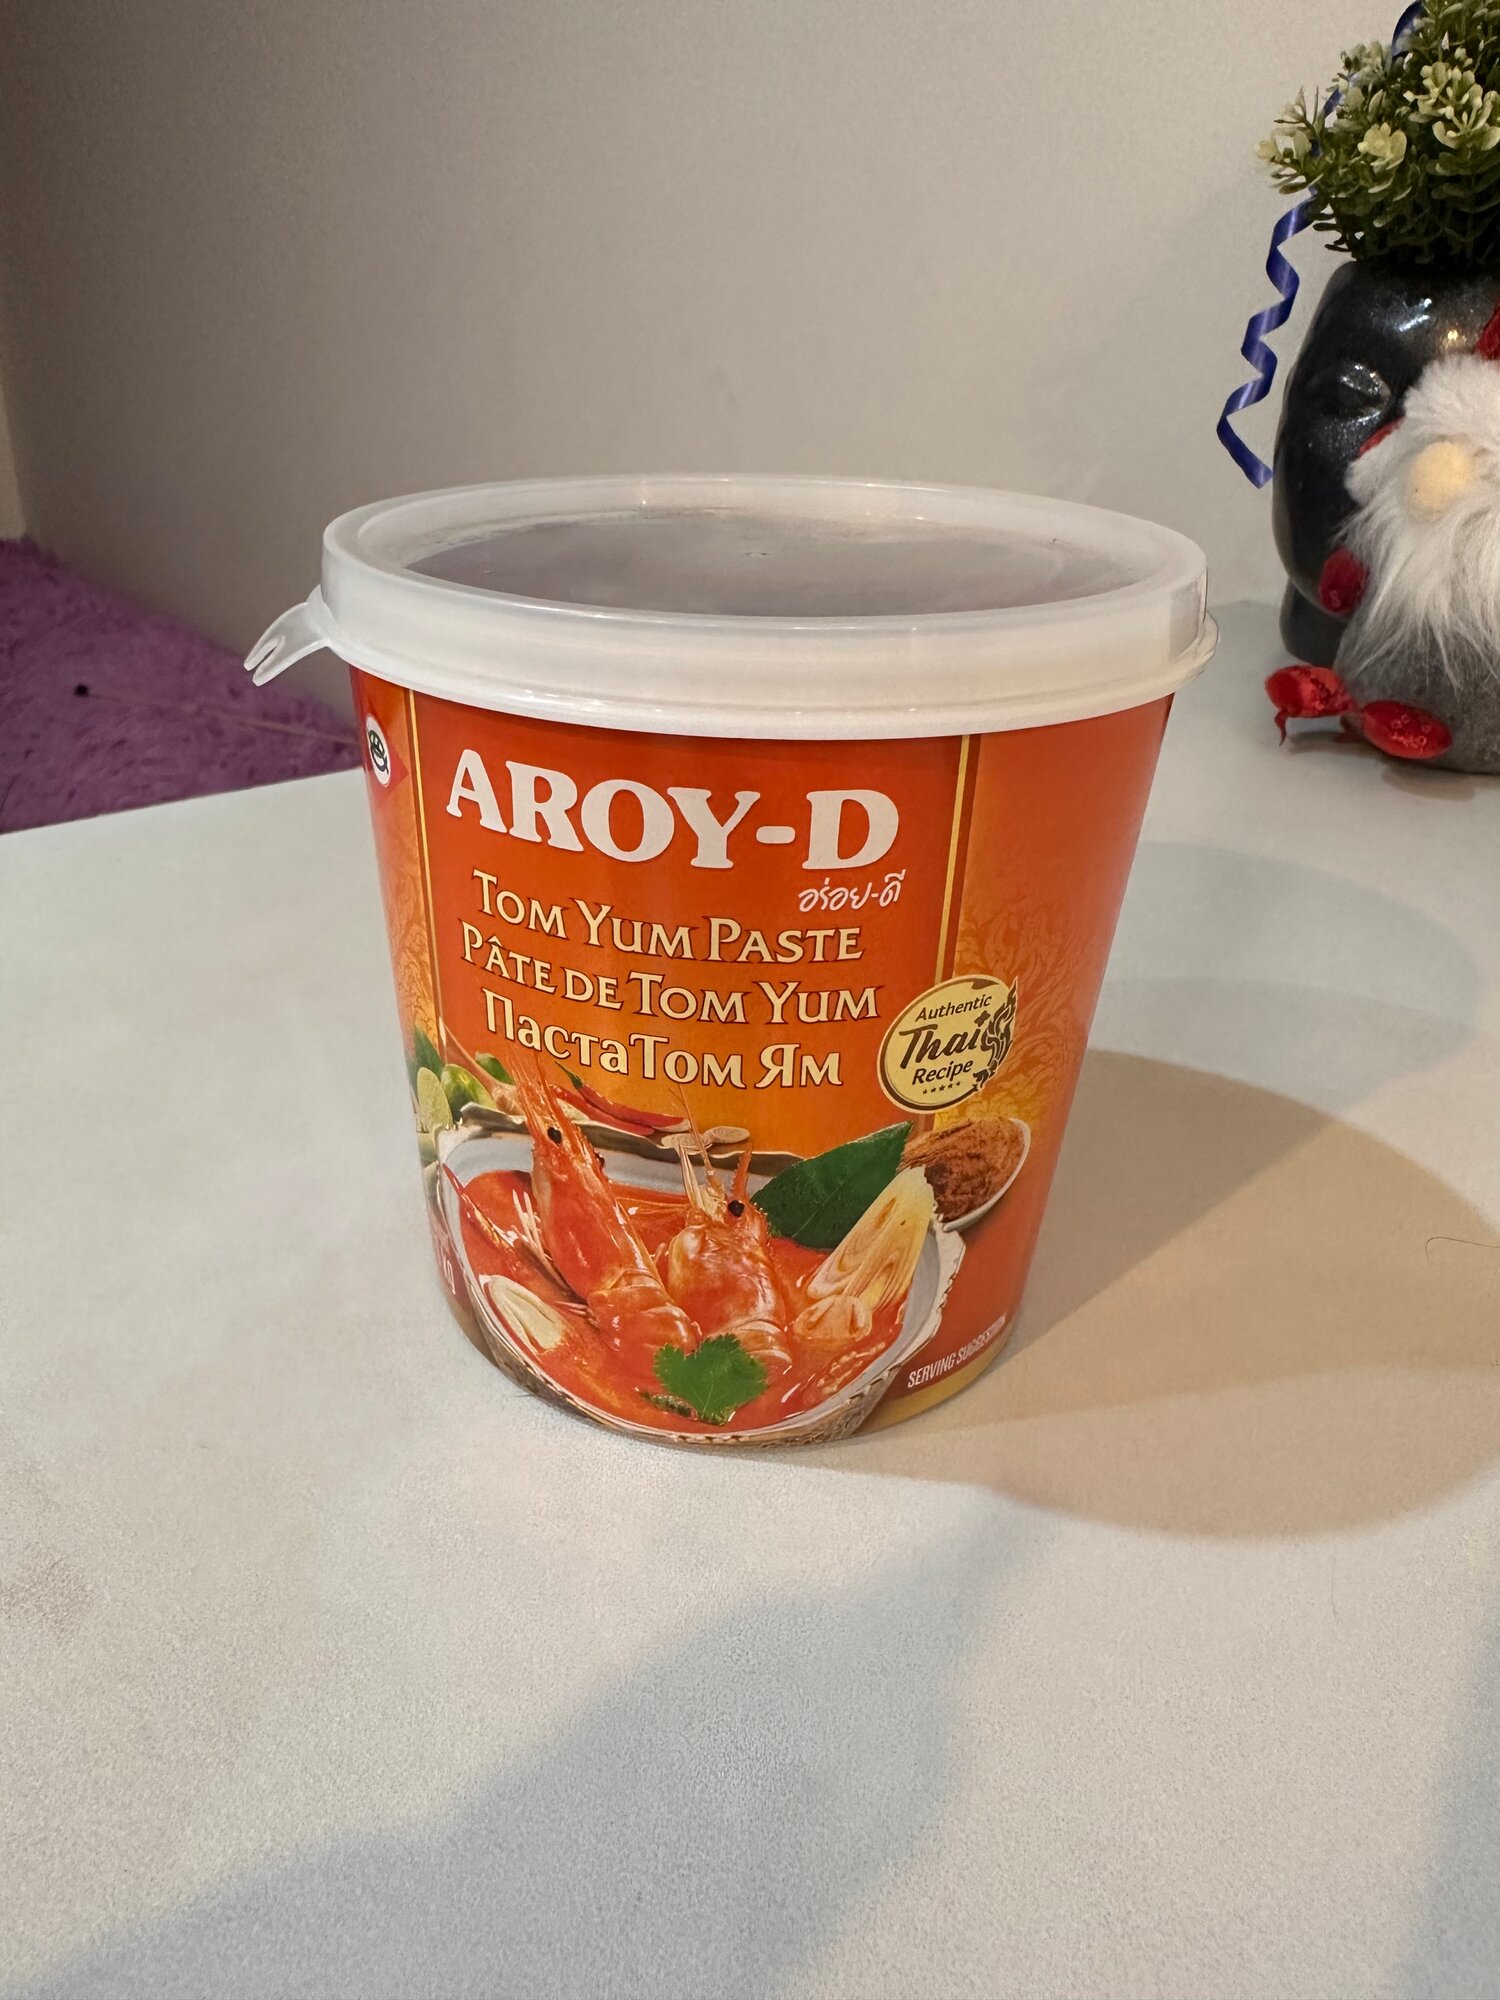 AROY-D
อร่อย-ดี
TOM YUM PASTE
PÂTE DE TOM YUM
Паста Том Ям
Authentic
Thai
Recipe
SERVING SUGGESTION